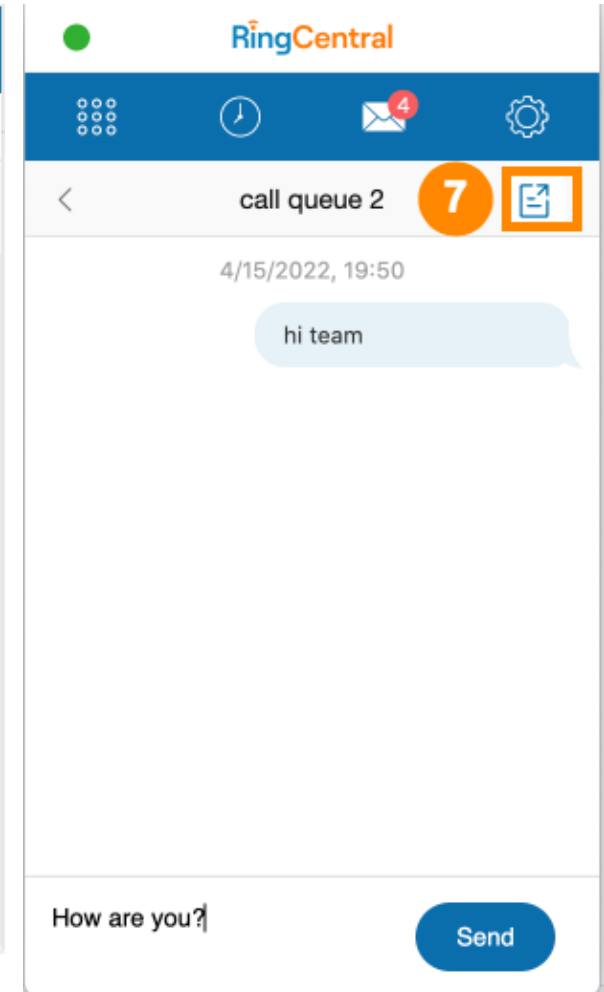 RingCentral
4
call queue 2
7
4/15/2022, 19:50
hi team
How are you?
Send